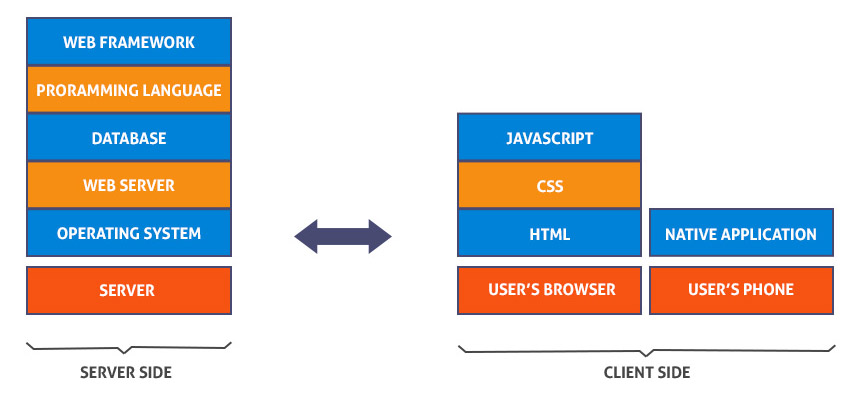 WEB FRAMEWORK
PRORAMMING LANGUAGE
DATABASE
WEB SERVER
OPERATING SYSTEM
SERVER
SERVER SIDE
JAVASCRIPT
CSS
HTML
USER'S BROWSER
NATIVE APPLICATION
USER'S PHONE
CLIENT SIDE